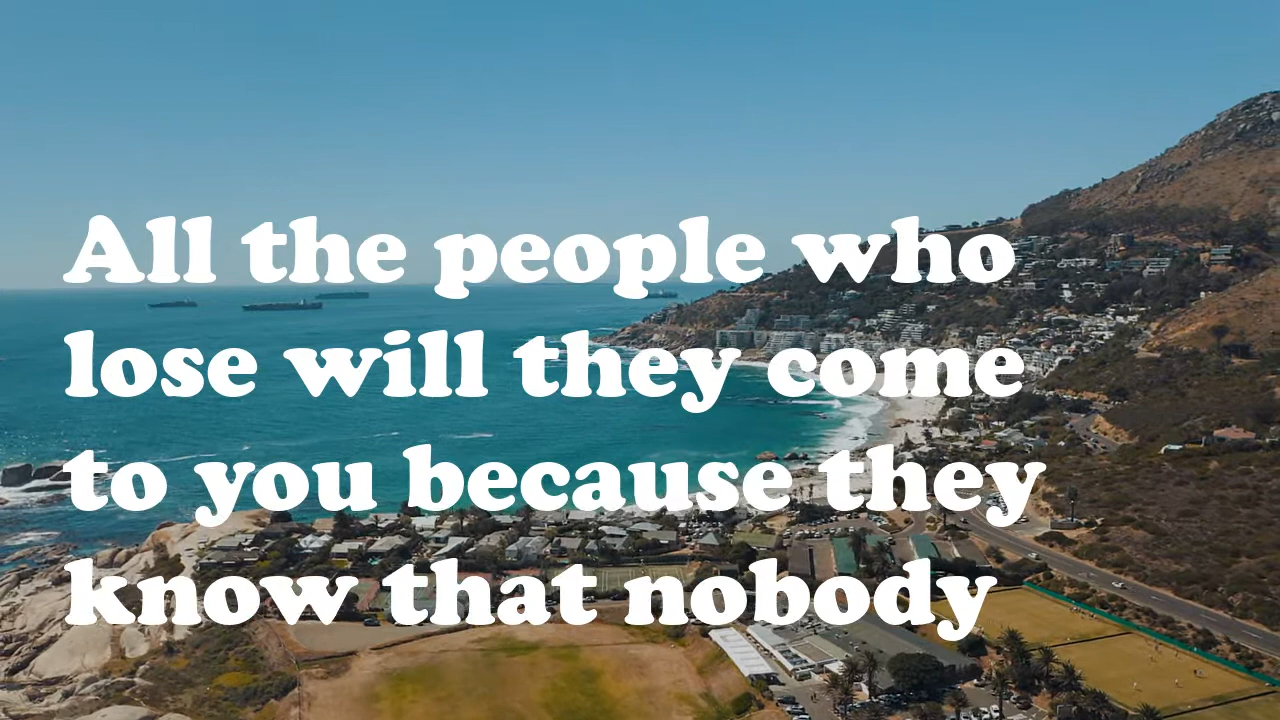 All the people who
lose will they come
to you because they
know that nobody